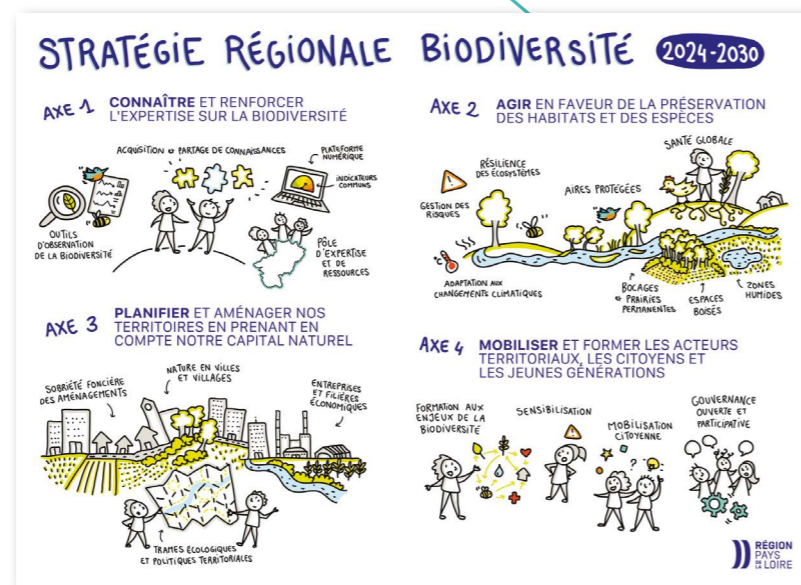 STRATÉGIE RÉGIONALE BIODIVERSITÉ 2024-2030
AXE 1 CONNAÎTRE ET RENFORCER
L'EXPERTISE SUR LA BIODIVERSITÉ
ACQUISITION & PARTAGE DE CONNAISSANCES
PLATEFORME
NUMÉRIQUE
INDICATEURS
COMMUNS
OUTILS
D'OBSERVATION
DE LA BIODIVERSITÉ
PÔLE
D'EXPERTISE
ET DE
RESSOURCES
AXE 2 AGIR EN FAVEUR DE LA PRÉSERVATION
DES HABITATS ET DES ESPÈCES
SANTÉ GLOBALE
RÉSILIENCE
DES ÉCOSYSTÈMES
AIRES PROTÉGÉES
GESTION DES
RISQUES
°C
ADAPTATION AUX
CHANGEMENTS CLIMATIQUES
BOCAGES
& PRAIRIES
PERMANENTES
ESPACES
BOISÉS
ZONES
HUMIDES
AXE 3 PLANIFIER ET AMÉNAGER NOS
TERRITOIRES EN PRENANT EN
COMPTE NOTRE CAPITAL NATUREL
SOBRIÉTÉ FONCIÈRE
DES AMÉNAGEMENTS
NATURE EN VILLES
ET VILLAGES
ENTREPRISES
ET FILIÈRES
ÉCONOMIQUES
TRAMES ÉCOLOGIQUES
ET POLITIQUES TERRITORIALES
AXE 4 MOBILISER ET FORMER LES ACTEURS
TERRITORIAUX, LES CITOYENS ET
LES JEUNES GÉNÉRATIONS
FORMATION AUX
ENJEUX DE LA
BIODIVERSITÉ
SENSIBILISATION
MOBILISATION
CITOYENNE
GOUVERNANCE
OUVERTE ET
PARTICIPATIVE
RÉGION
PAYS
DE LA LOIRE